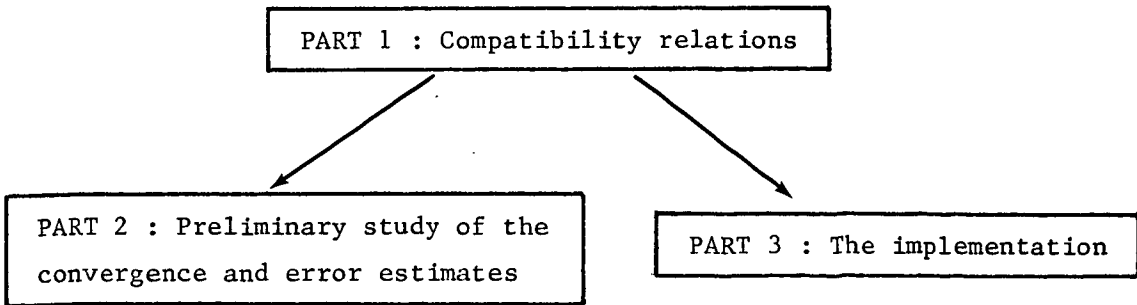 PART 1 : Compatibility relations
PART 2 : Preliminary study of the
convergence and error estimates
PART 3 : The implementation